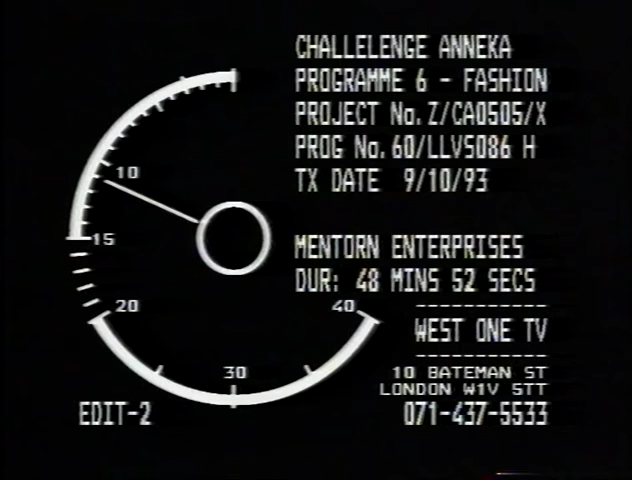 CHALLELENGE ANNEKA
PROGRAMME 6 - FASHION
PROJECT No. Z/CA0505/X
PROG No. 60/LLVS086 H
TX DATE 9/10/93
MENTORN ENTERPRISES
DUR: 48 MINS 52 SECS
10
15
20
30
40
WEST ONE TV
10 BATEMAN ST
LONDON W1V 5TT
EDIT-2
071-437-5533